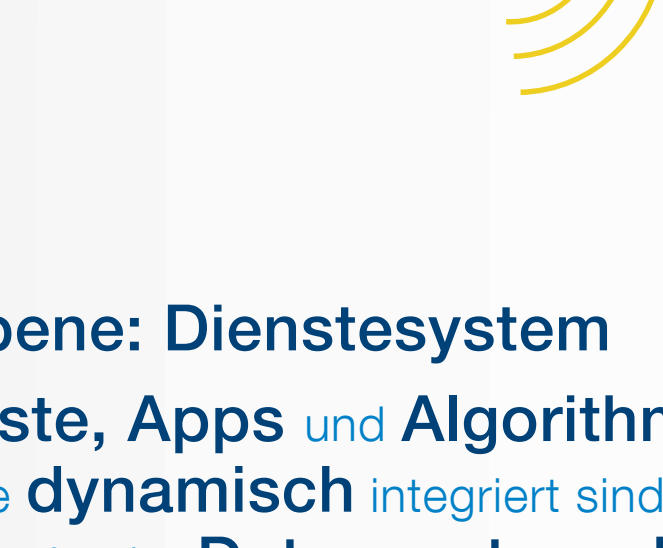 bene: Dienstesystem
ste, Apps und Algorithm
e dynamisch integriert sind